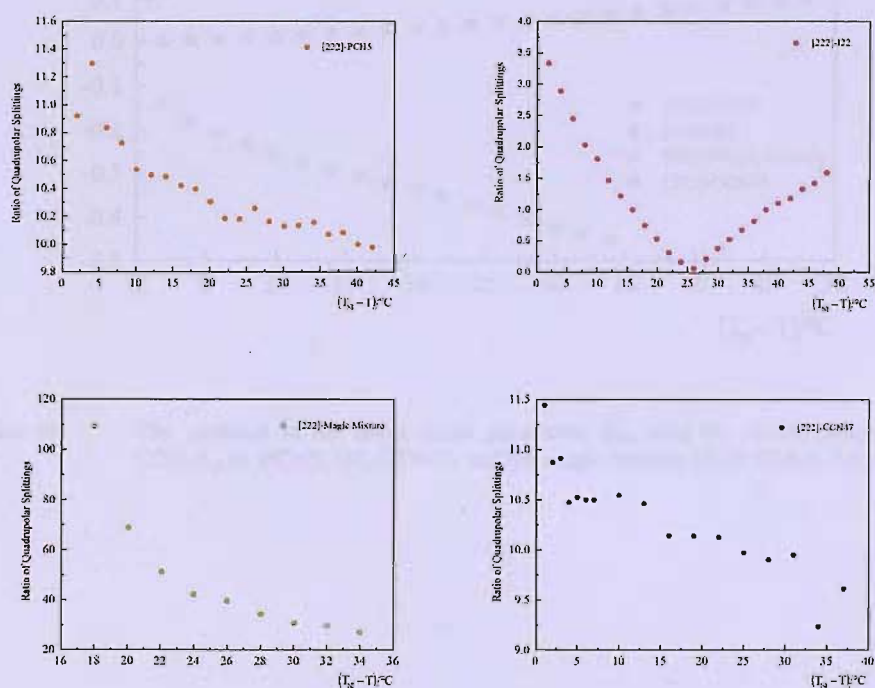 11.6
11.4
11.2
11.0
10.8
10.6
10.4
10.2
10.0
9.8
Ratio of Quadrupolar Splittings
[222]-PCH5
0 5 10 15 20 25 30 35 40 45
(T_NI – T)/°C
4.0
3.5
3.0
2.5
2.0
1.5
1.0
0.5
0.0
Ratio of Quadrupolar Splittings
[222]-I22
0 5 10 15 20 25 30 35 40 45 50 55
(T_NI – T)/°C
120
100
80
60
40
20
Ratio of Quadrupolar Splittings
[222]-Magic Mixture
16 18 20 22 24 26 28 30 32 34 36
(T_NI – T)/°C
11.5
11.0
10.5
10.0
9.5
9.0
Ratio of Quadrupolar Splittings
[222]-CCN47
0 5 10 15 20 25 30 35 40
(T_NI – T)/°C